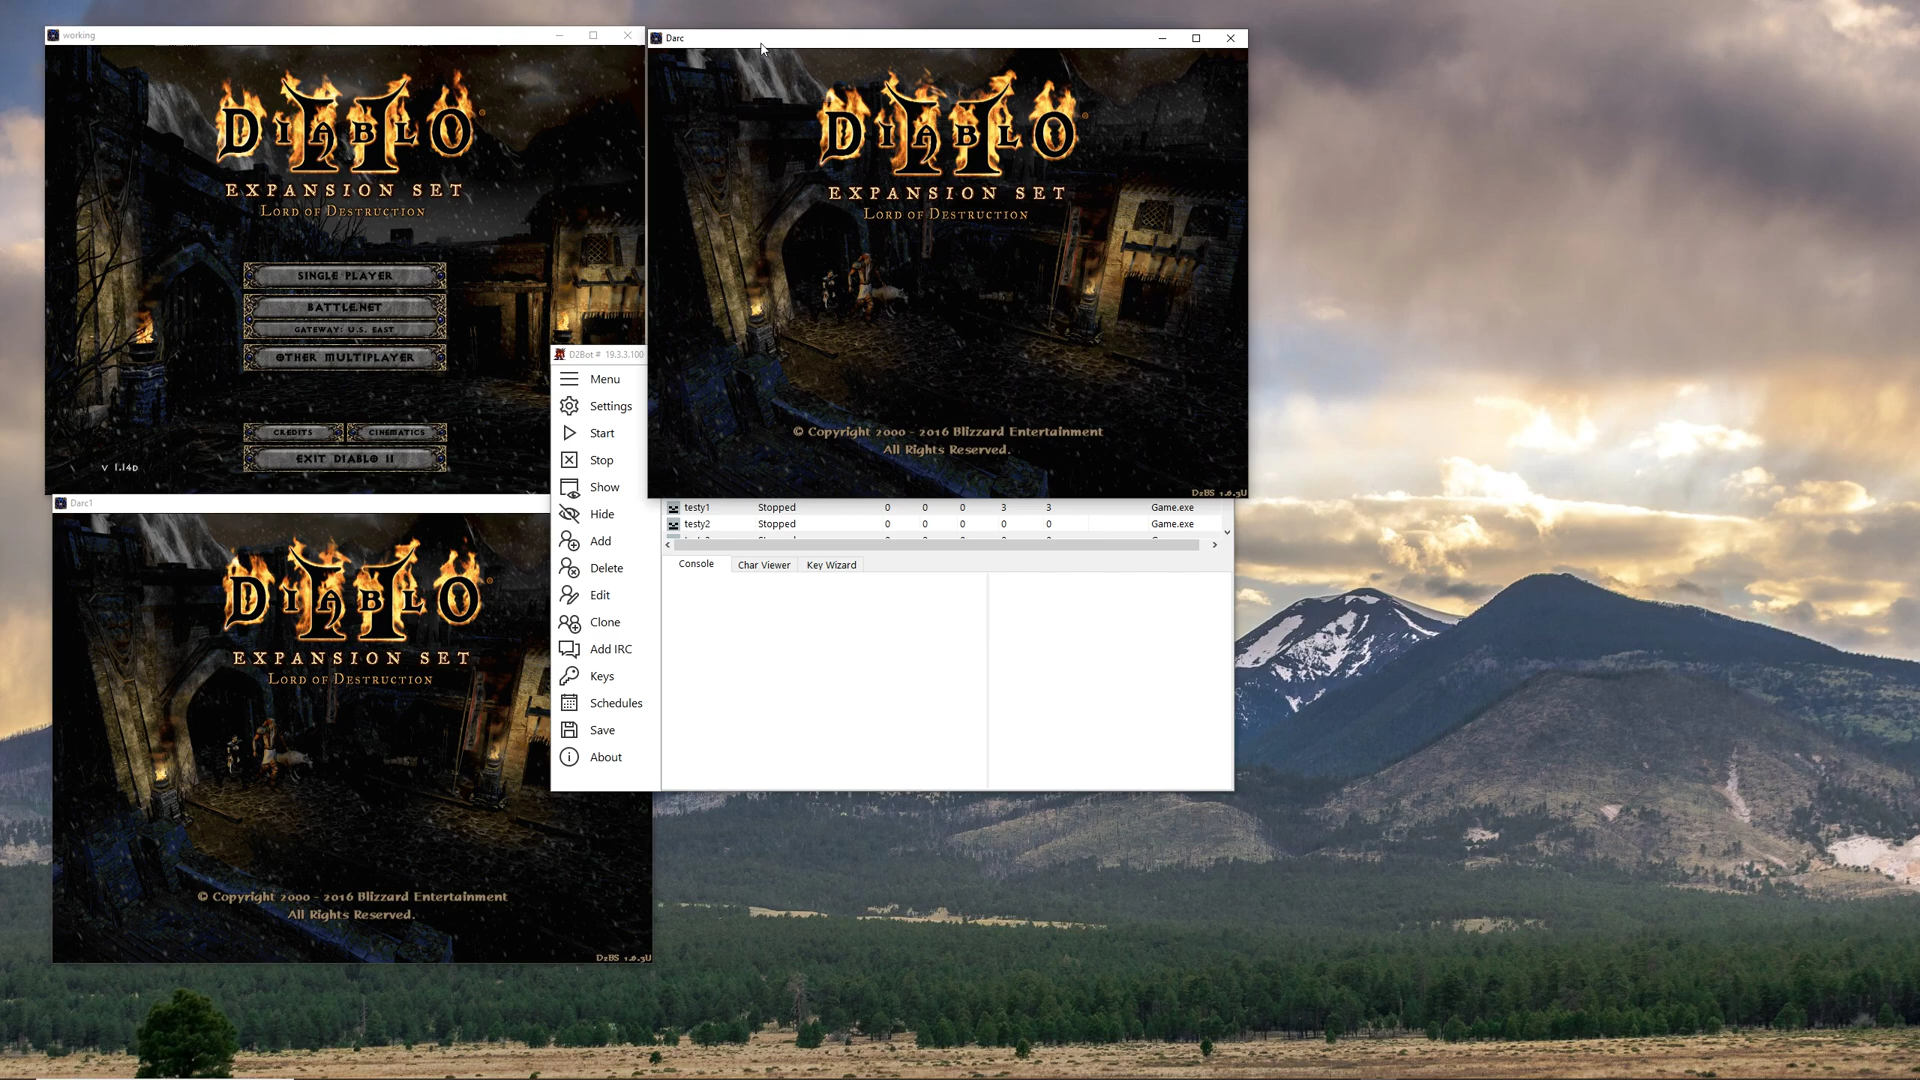 working
DIABLO II
EXPANSION SET
LORD OF DESTRUCTION
SINGLE PLAYER
BATTLE.NET
GATEWAY: U.S. EAST
OTHER MULTIPLAYER
CREDITS
CINEMATICS
EXIT DIABLO II
v 1.14D
Darc
DIABLO II
EXPANSION SET
LORD OF DESTRUCTION
© Copyright 2000 - 2016 Blizzard Entertainment
All Rights Reserved.
D2BS 1.6.3U
Darc1
DIABLO II
EXPANSION SET
LORD OF DESTRUCTION
© Copyright 2000 - 2016 Blizzard Entertainment
All Rights Reserved.
D2BS 1.6.3U
D2Bot # 19.3.3.100
Menu
Settings
Start
Stop
Show
Hide
Add
Delete
Edit
Clone
Add IRC
Keys
Schedules
Save
About
testy1 Stopped 0 0 0 3 3 Game.exe
testy2 Stopped 0 0 0 0 0 Game.exe
Console Char Viewer Key Wizard